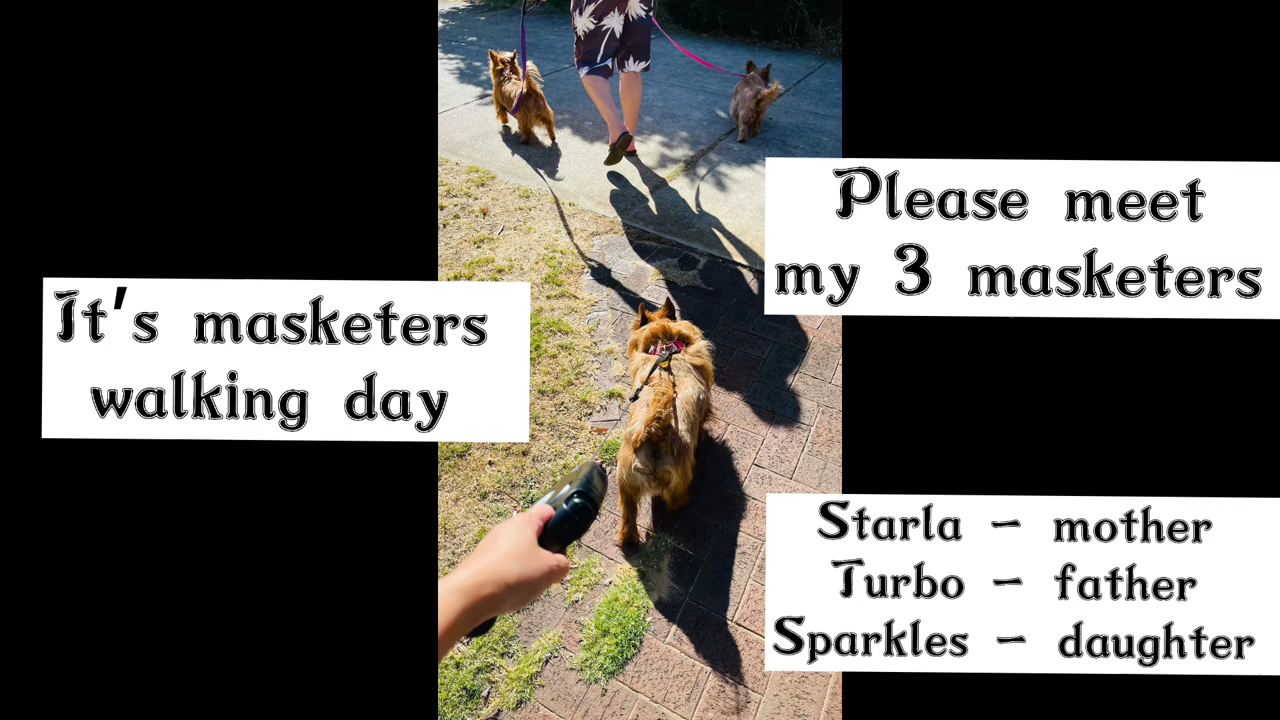 It's masketers
walking day
Please meet
my 3 masketers
Starla - mother
Turbo - father
Sparkles - daughter